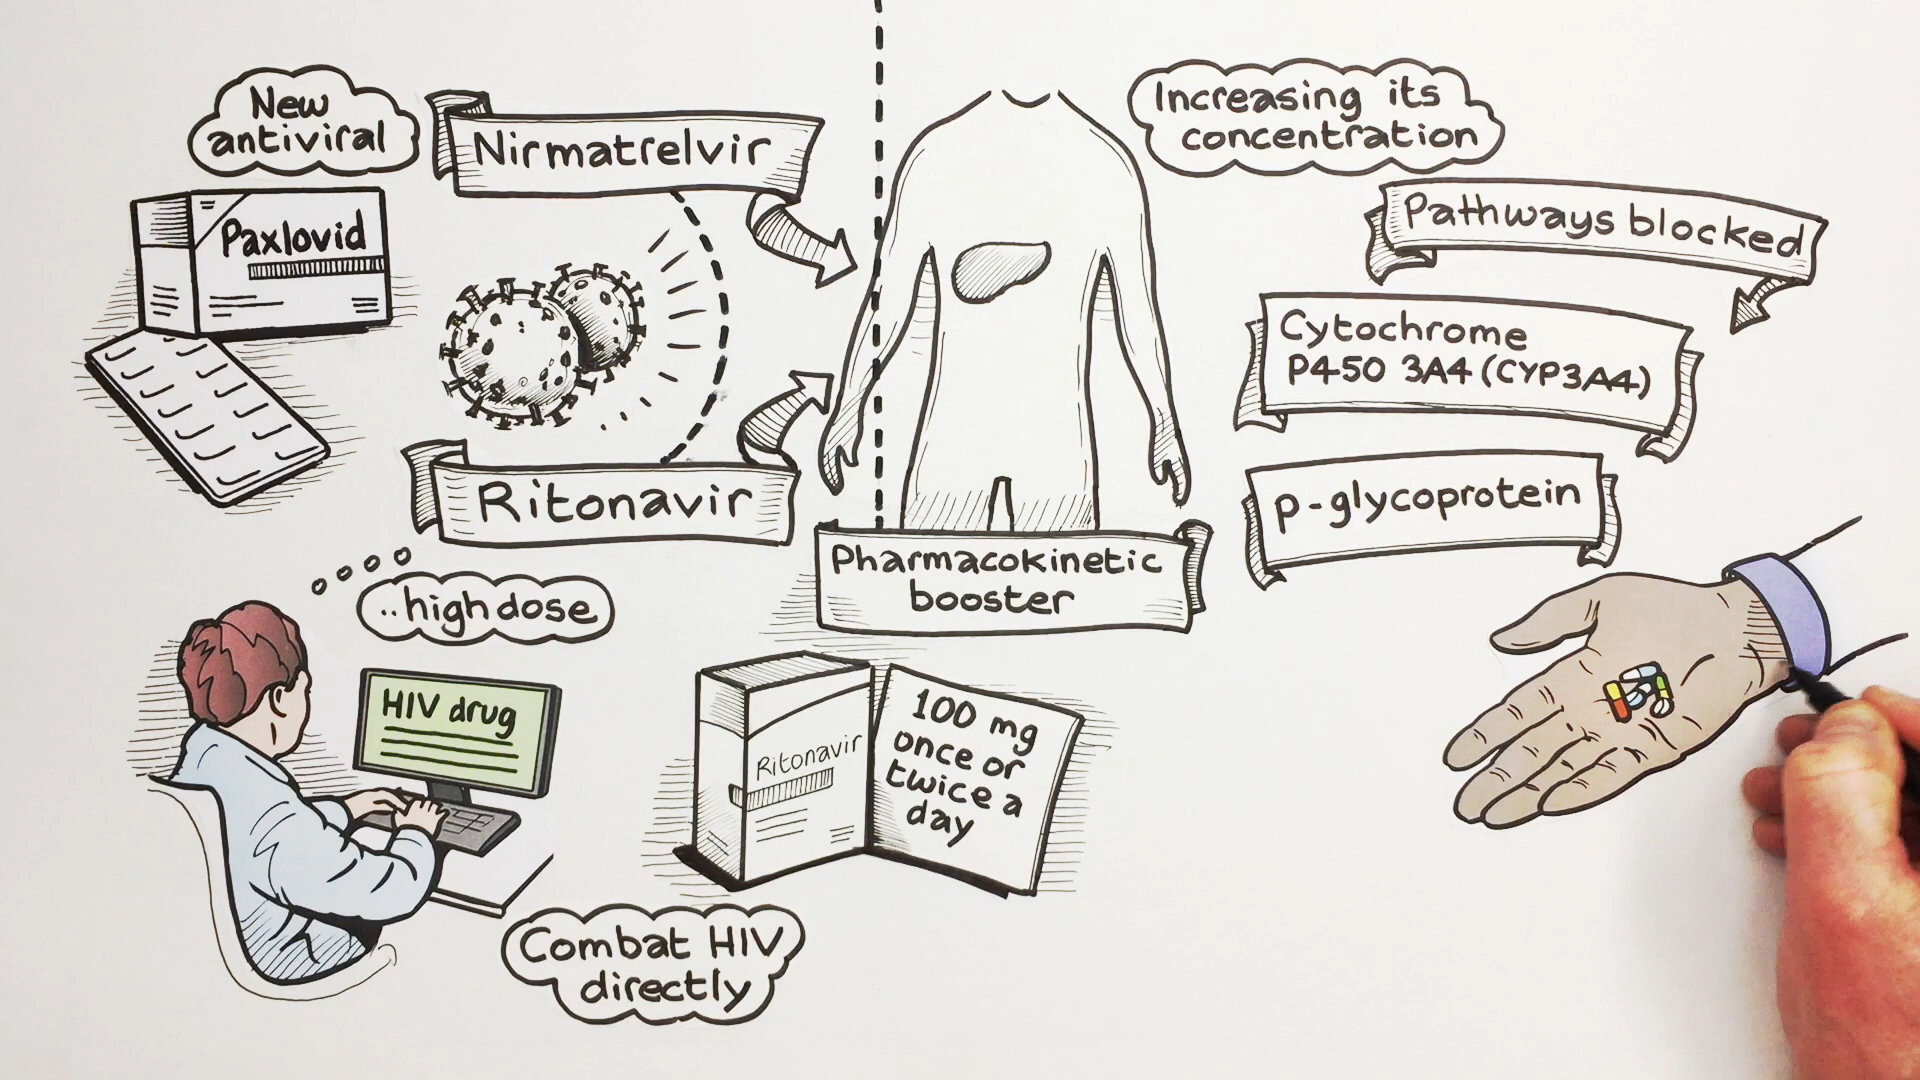 New
antiviral
Nirmatrelvir
Paxlovid
Ritonavir
Increasing its
concentration
Pathways blocked
Cytochrome
P450 3A4 (CYP3A4)
p-glycoprotein
Pharmacokinetic
booster
..high dose
HIV drug
Ritonavir
100 mg
once or
twice a
day
Combat HIV
directly